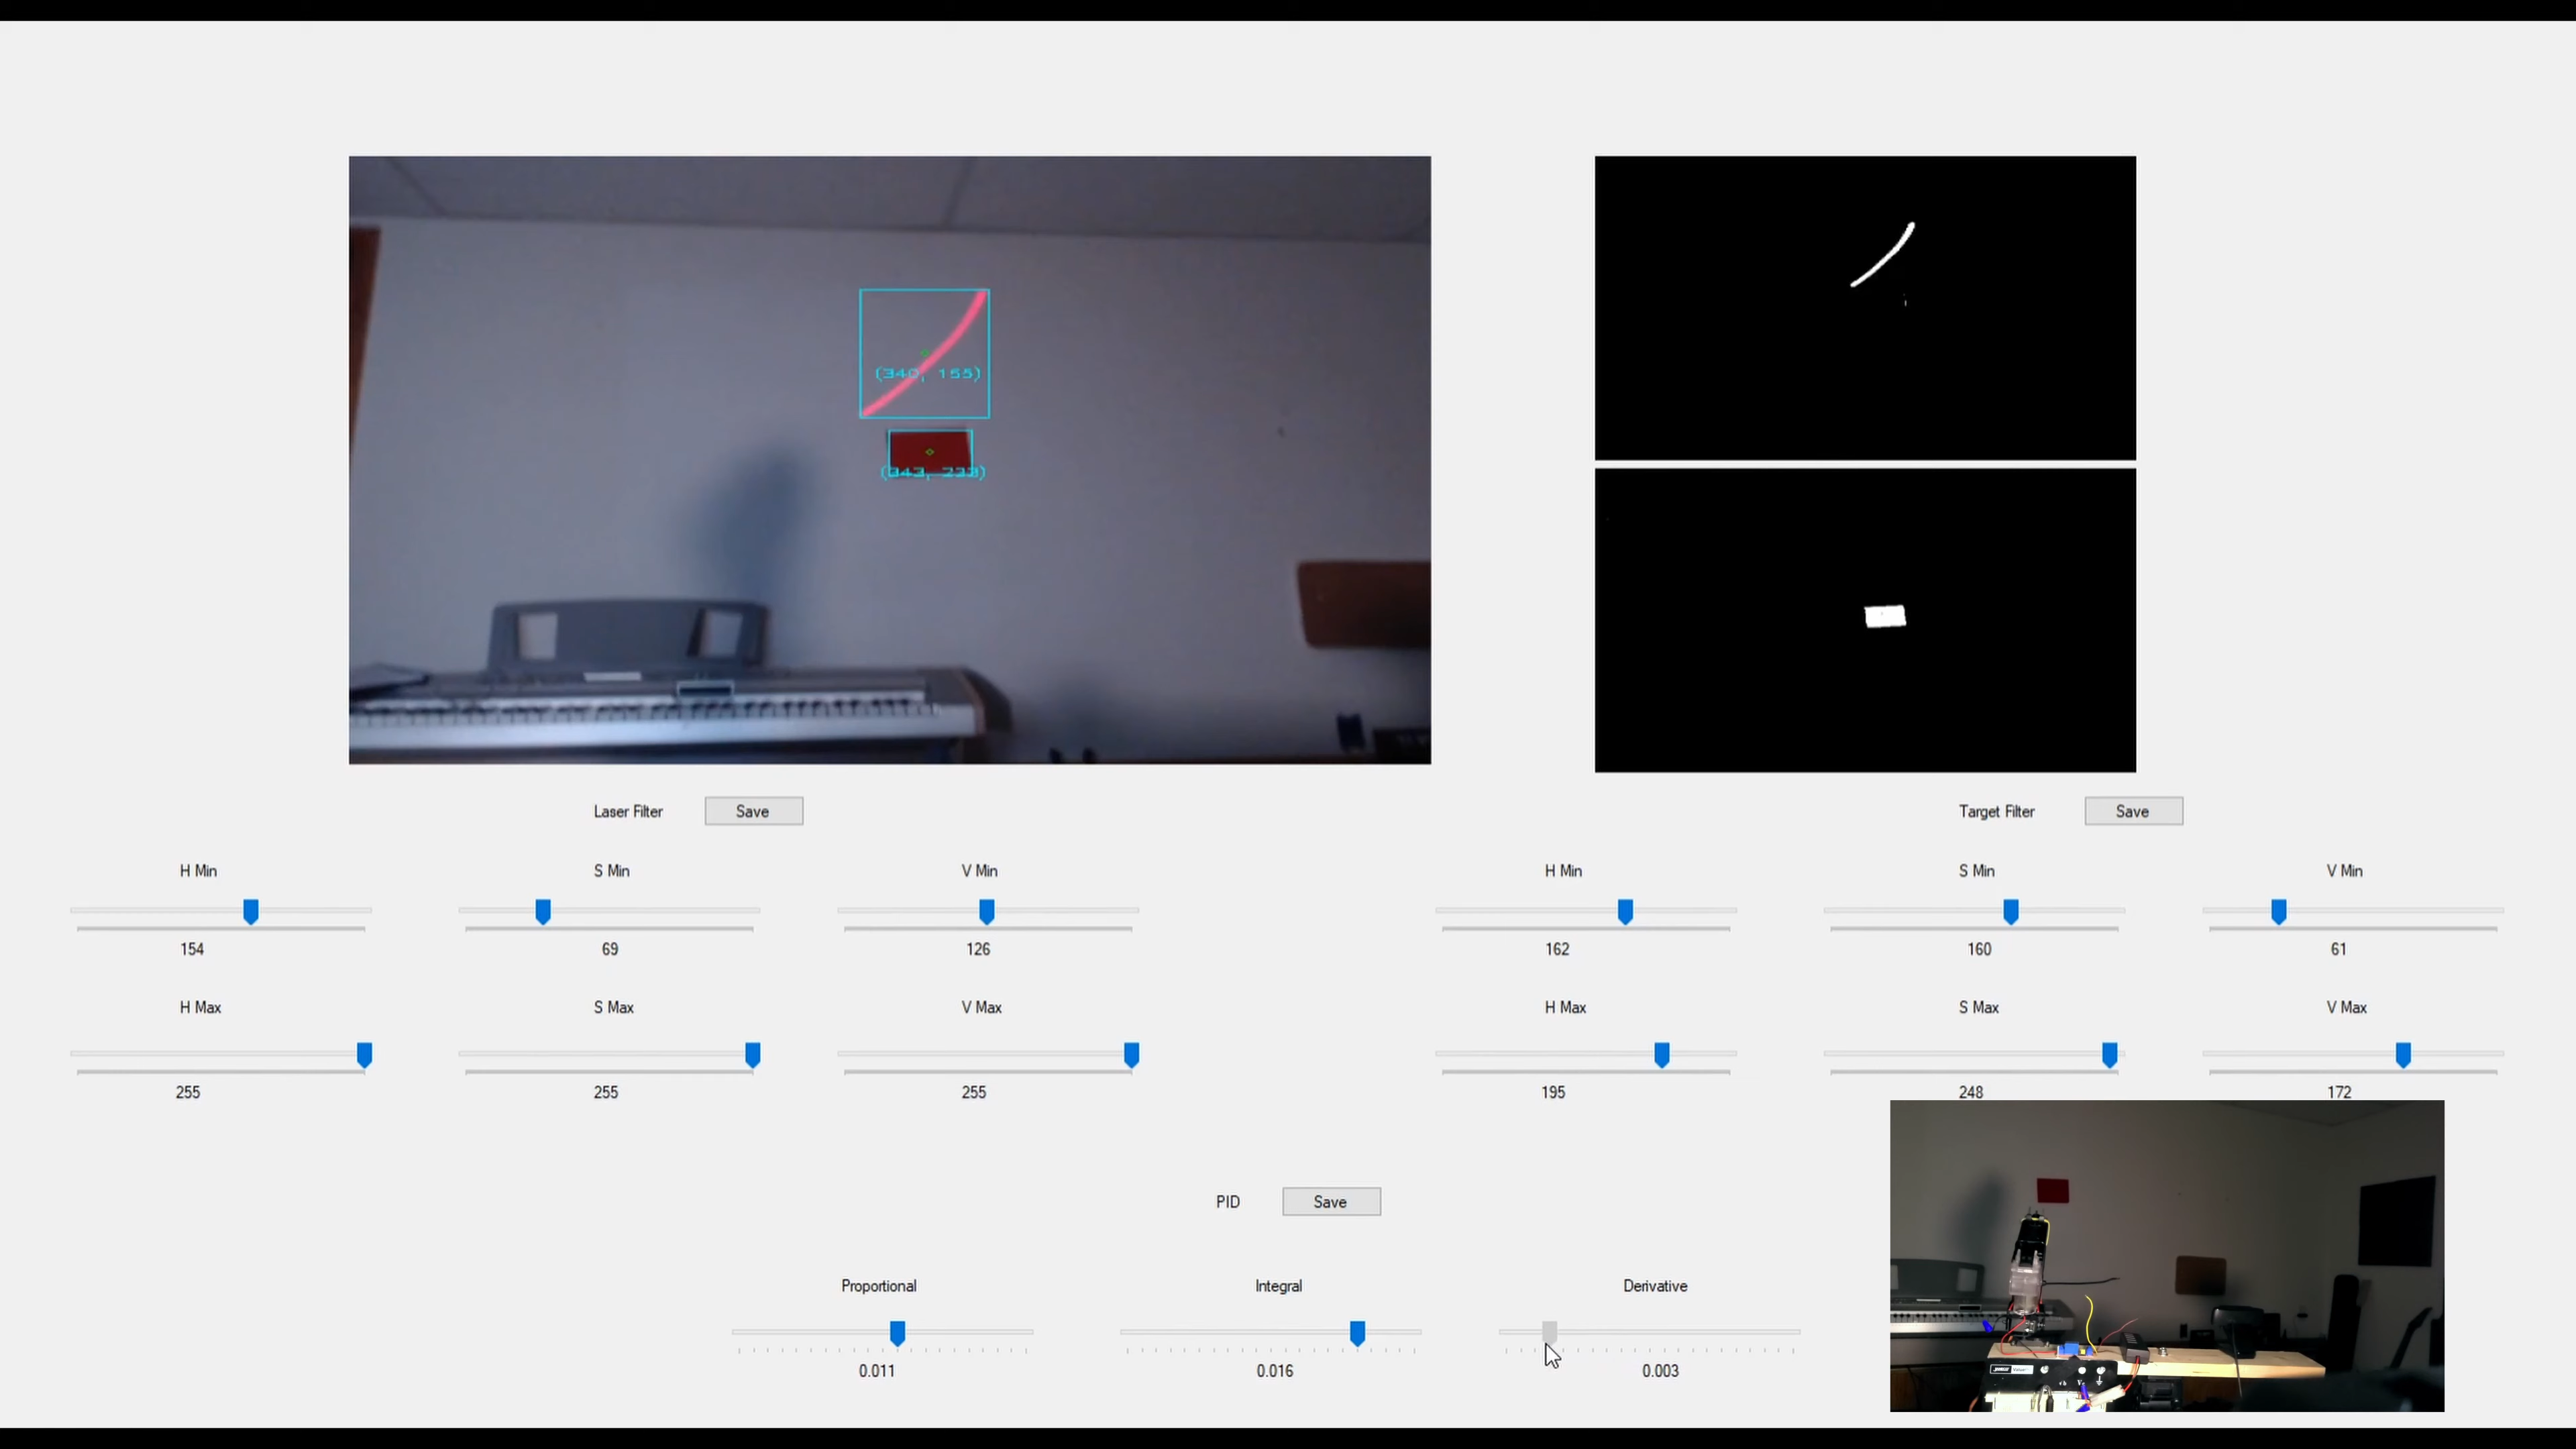 (340, 155)
(343, 233)
Laser Filter Save
Target Filter Save
H Min S Min V Min H Min S Min V Min
154 69 126 162 160 61
H Max S Max V Max H Max S Max V Max
255 255 255 195 248 172
PID Save
Proportional Integral Derivative
0.011 0.016 0.003